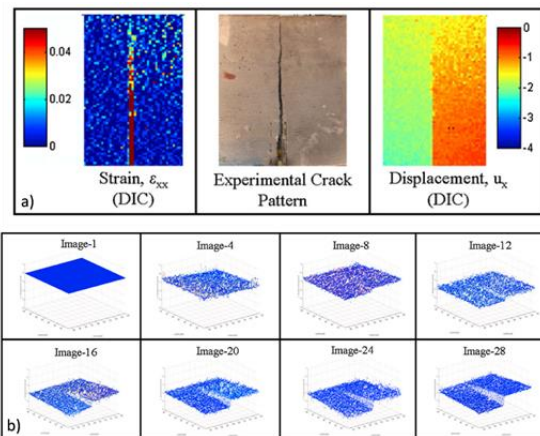 0.04
0.02
0
0
-1
-2
-3
-4
Strain, εxx
(DIC)
Experimental Crack
Pattern
Displacement, ux
(DIC)
a)
Image-1
Image-4
Image-8
Image-12
Image-16
Image-20
Image-24
Image-28
b)